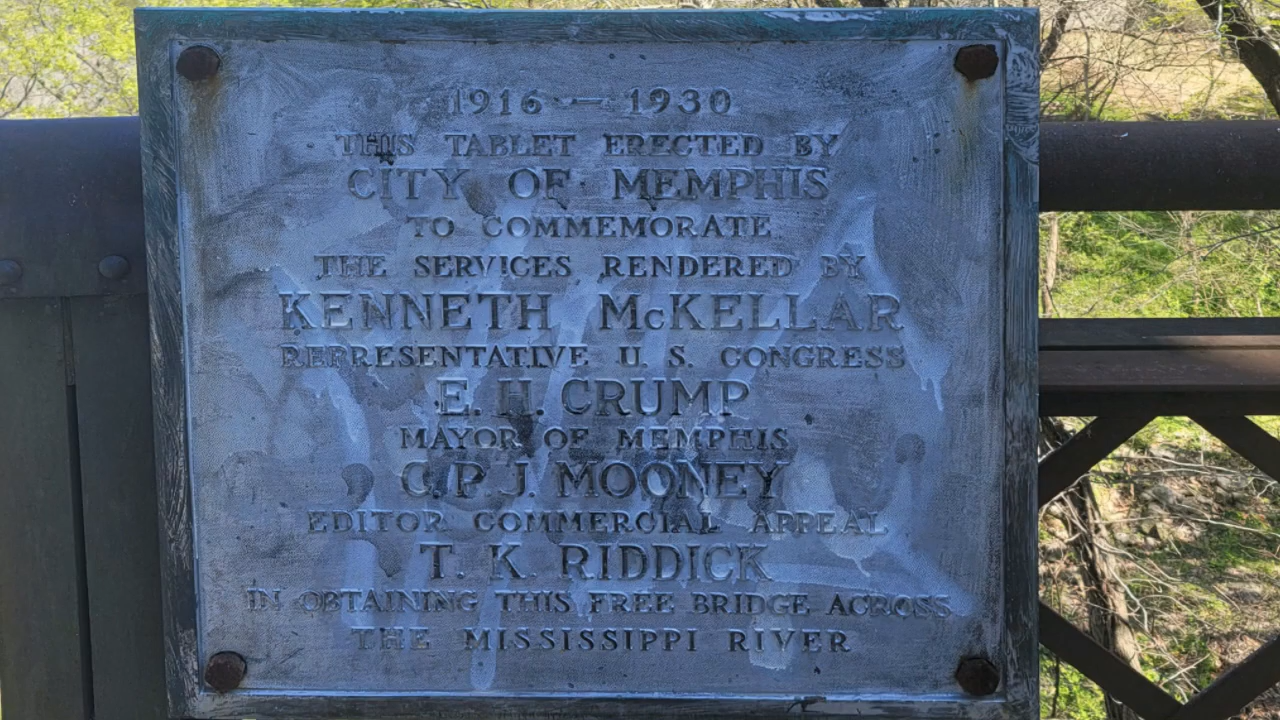 1916 — 1930
THIS TABLET ERECTED BY
CITY OF MEMPHIS
TO COMMEMORATE
THE SERVICES RENDERED BY
KENNETH McKELLAR
REPRESENTATIVE U. S. CONGRESS
E. H. CRUMP
MAYOR OF MEMPHIS
C. P. J. MOONEY
EDITOR COMMERCIAL APPEAL
T. K. RIDDICK
IN OBTAINING THIS FREE BRIDGE ACROSS
THE MISSISSIPPI RIVER